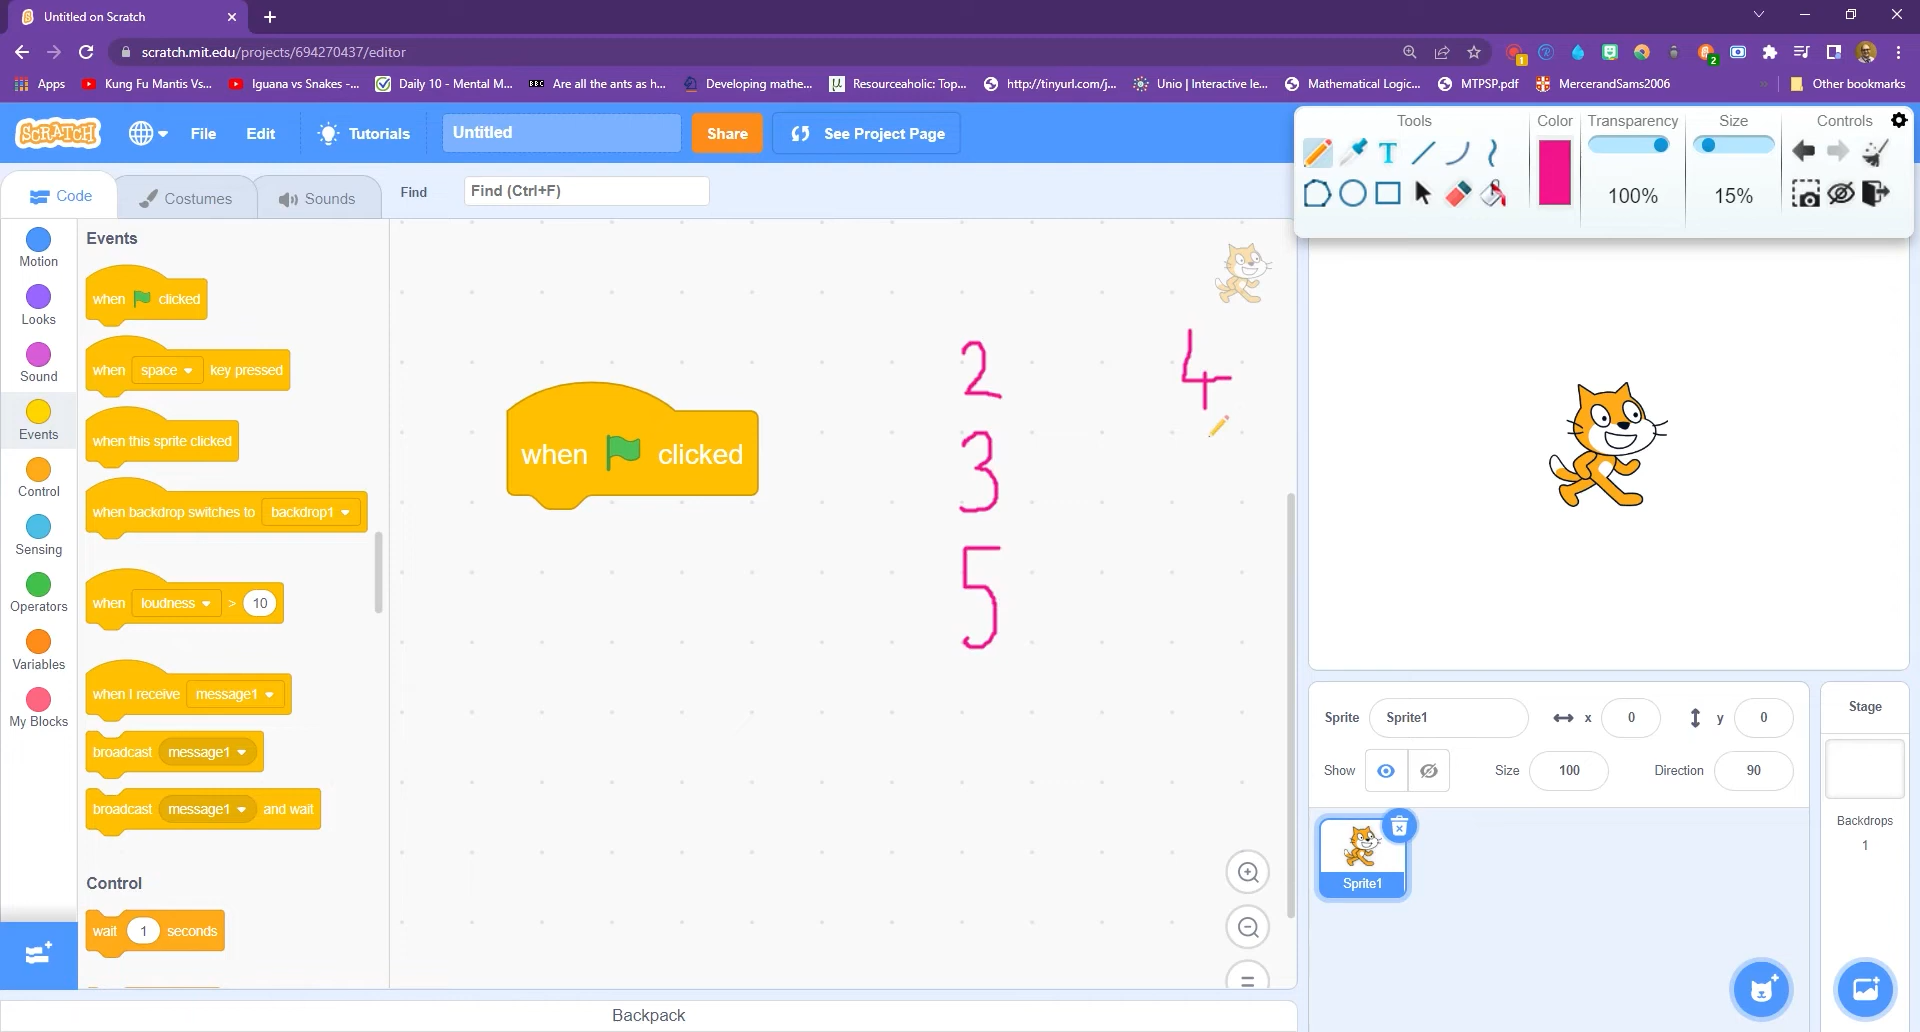 Untitled on Scratch
scratch.mit.edu/projects/694270437/editor
1
2
Apps Kung Fu Mantis Vs... Iguana vs Snakes -... Daily 10 - Mental M... BBC Are all the ants as h... Developing mathe... Resourceaholic: Top... http://tinyurl.com/j... Unio | Interactive le... Mathematical Logic... MTPSP.pdf MercerandSams2006 » Other bookmarks
SCRATCH File Edit Tutorials Untitled Share See Project Page
Tools Color Transparency Size Controls
T
100% 15%
Code Costumes Sounds Find Find (Ctrl+F)
Motion
Looks
Sound
Events
Control
Sensing
Operators
Variables
My Blocks
Events
when clicked
when space key pressed
when this sprite clicked
when backdrop switches to backdrop1
when loudness > 10
when I receive message1
broadcast message1
broadcast message1 and wait
Control
wait 1 seconds
when clicked
2 4
3
5
Sprite Sprite1 x 0 y 0
Show Size 100 Direction 90
Sprite1
Stage
Backdrops
1
Backpack